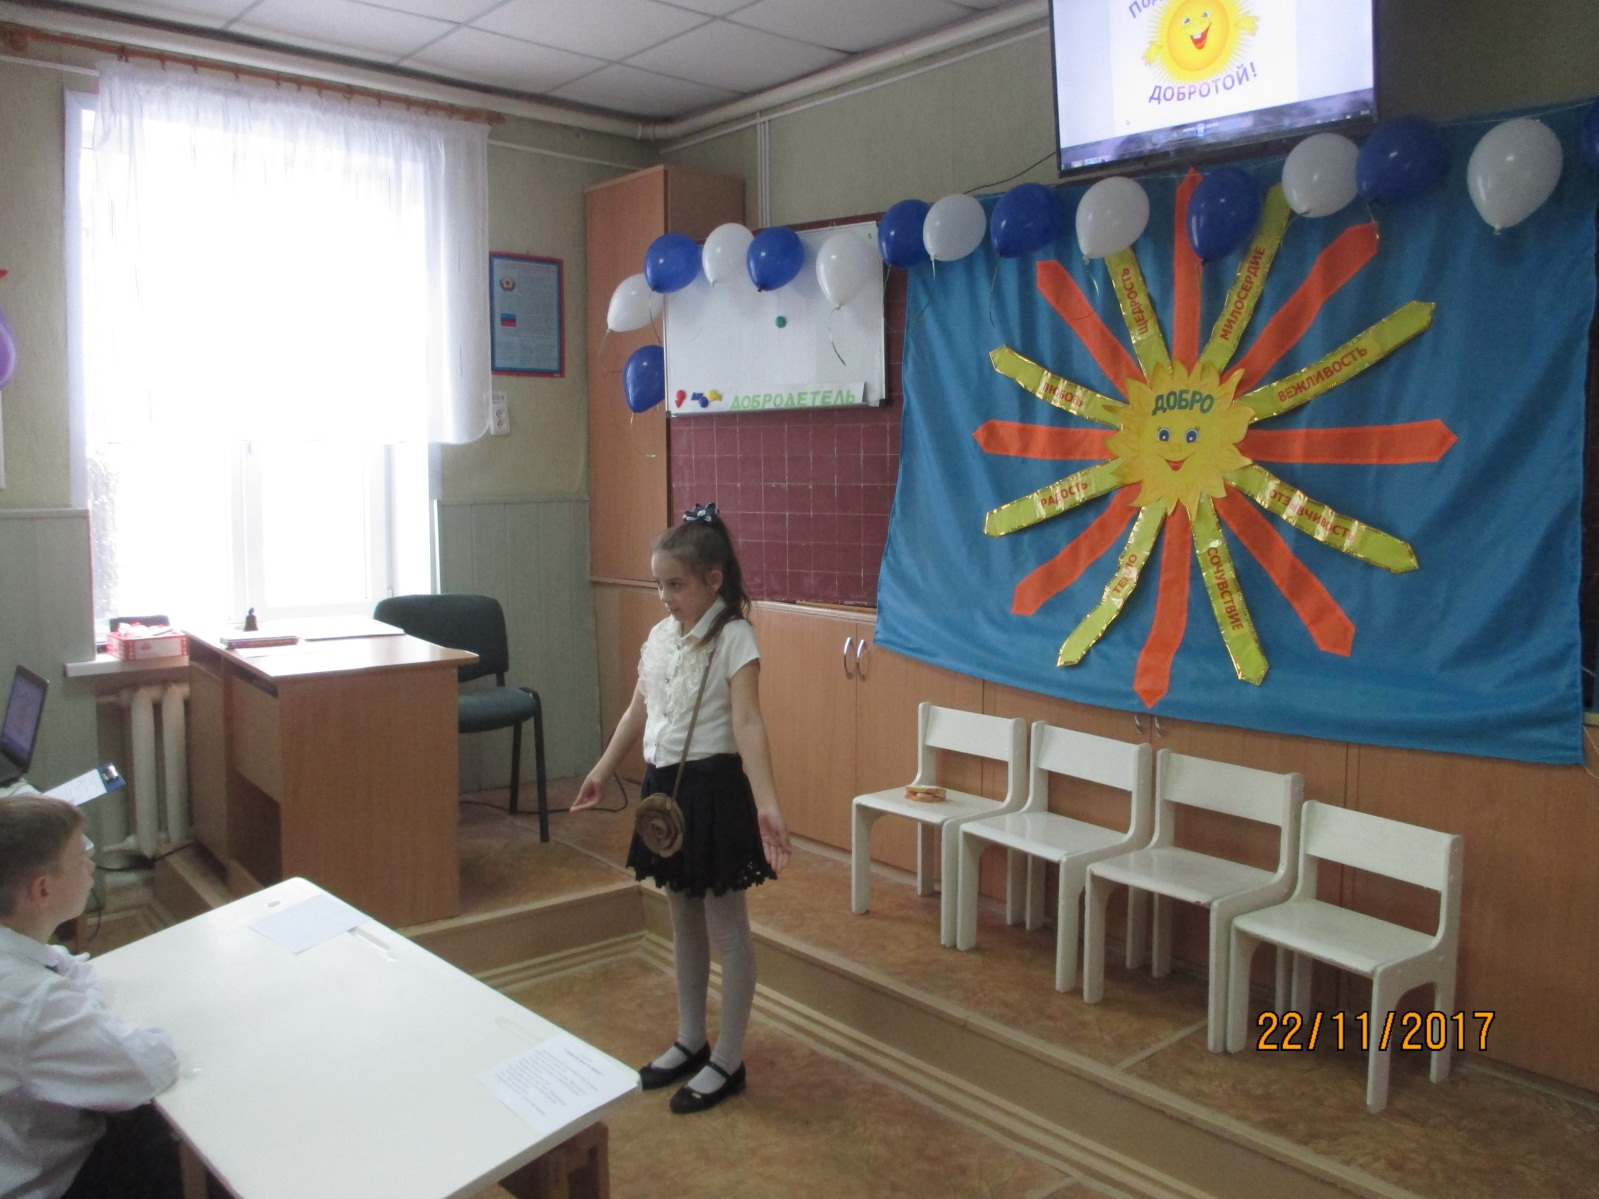 ДОБРОТОЙ!
ДОБРОДЕТЕЛЬ
ЩЕДРОСТЬ
МИЛОСЕРДИЕ
ВЕЖЛИВОСТЬ
ЛЮБОВЬ
ДОБРО
РАДОСТЬ
ОТЗЫВЧИВОСТЬ
ТЕПЛО
СОЧУВСТВИЕ
22/11/2017